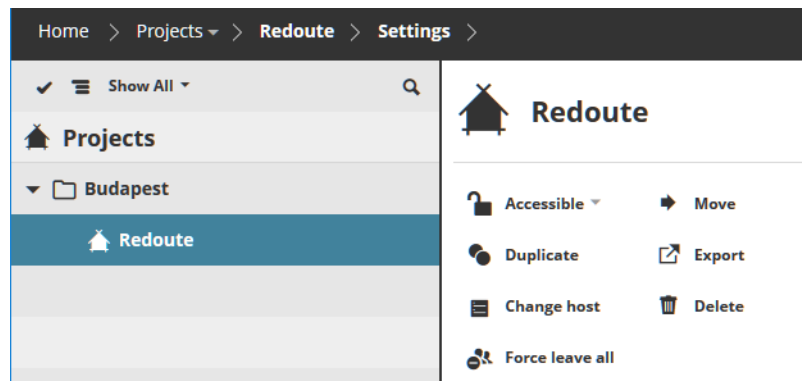 Home > Projects > Redoute > Settings >
Show All
Projects
Budapest
Redoute
Redoute
Accessible
Move
Duplicate
Export
Change host
Delete
Force leave all